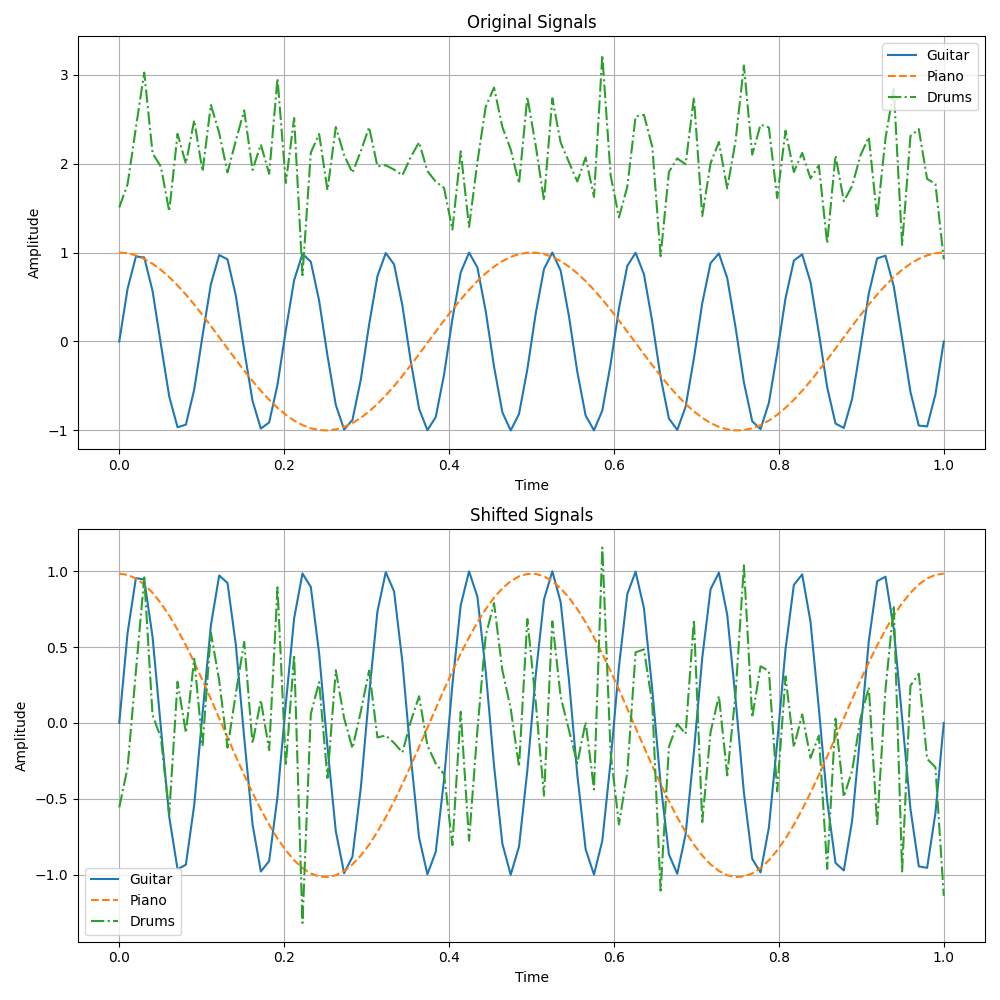 Original Signals
Guitar
Piano
Drums
3
2
1
0
−1
Amplitude
0.0 0.2 0.4 0.6 0.8 1.0
Time
Shifted Signals
1.0
0.5
0.0
−0.5
−1.0
Amplitude
Guitar
Piano
Drums
0.0 0.2 0.4 0.6 0.8 1.0
Time